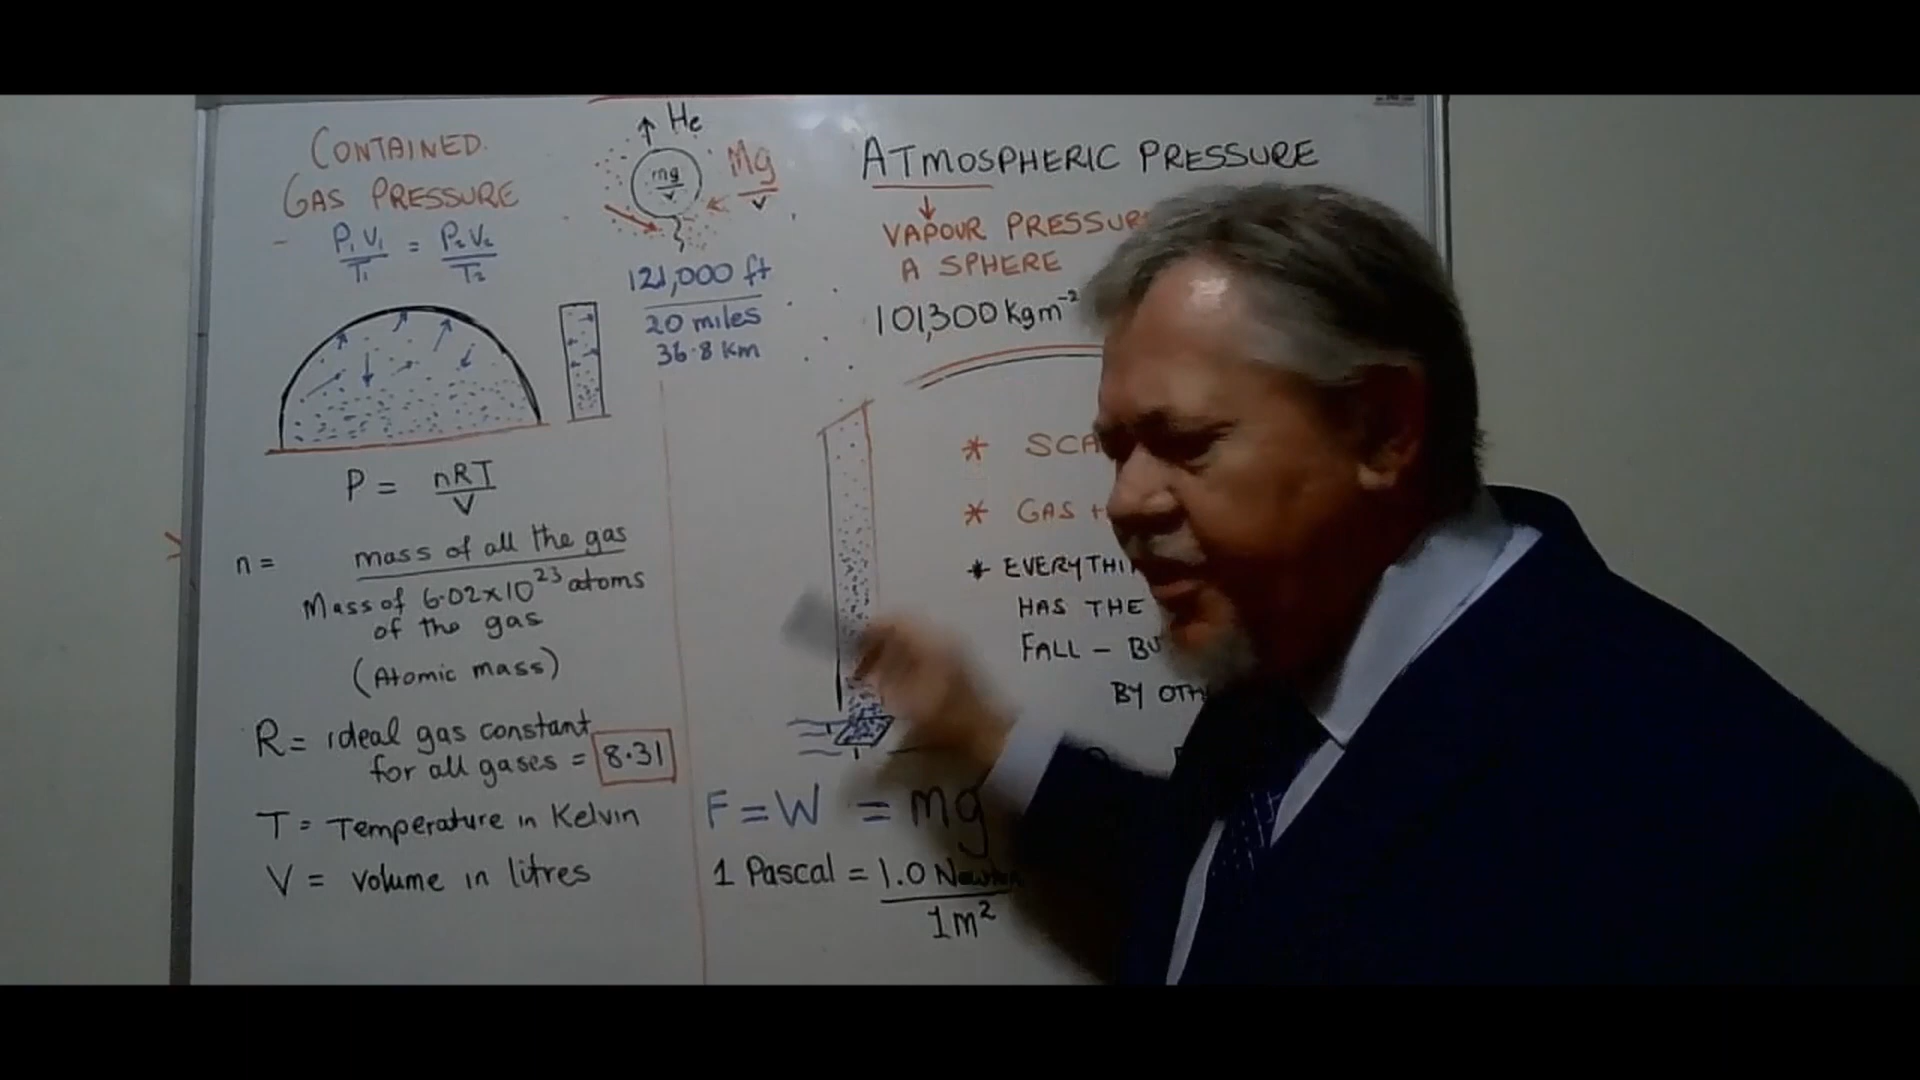 CONTAINED
GAS PRESSURE
P₁V₁ / T₁ = P₂V₂ / T₂
P = nRT / V
n = mass of all the gas
Mass of 6.02x10²³ atoms
of the gas
(Atomic mass)
R = ideal gas constant
for all gases = 8.31
T = Temperature in Kelvin
V = volume in litres
He
mg / v
Mg / v
121,000 ft
20 miles
36.8 km
ATMOSPHERIC PRESSURE
VAPOUR
A SPHERE
101,300 Kgm⁻²
* GAS
*
HAS THE
FALL –
BY
F = W = mg
1 Pascal = 1.0
1m²